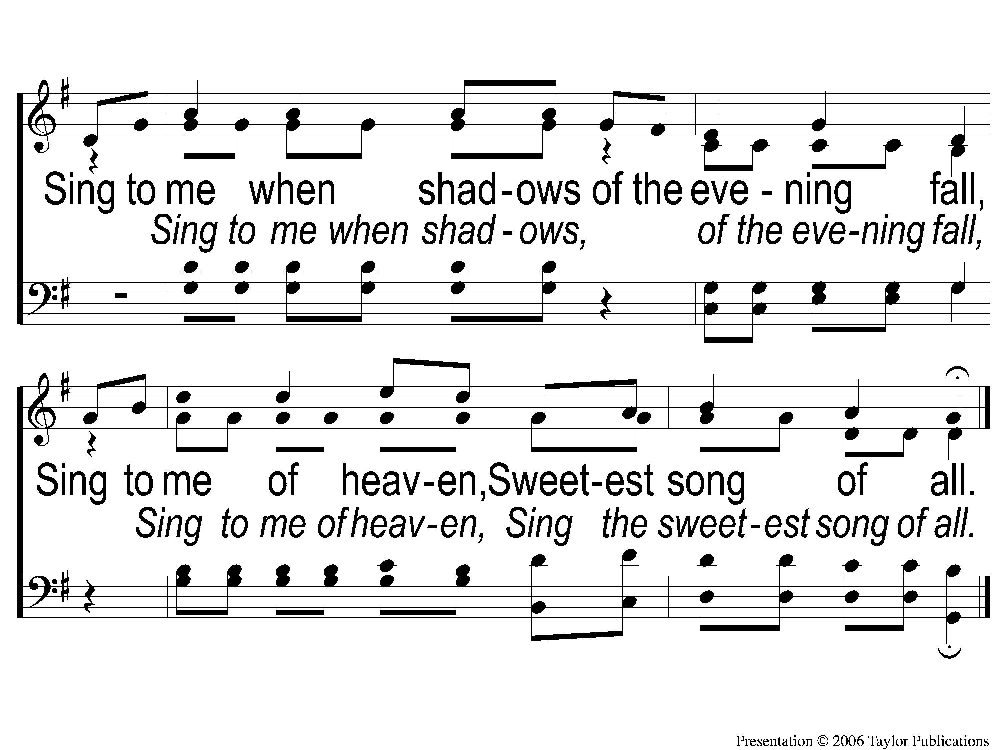 Sing to me when shad-ows of the eve - ning fall,
Sing to me when shad - ows, of the eve-ning fall,
Sing to me of heav-en, Sweet-est song of all.
Sing to me of heav-en, Sing the sweet-est song of all.
Presentation © 2006 Taylor Publications